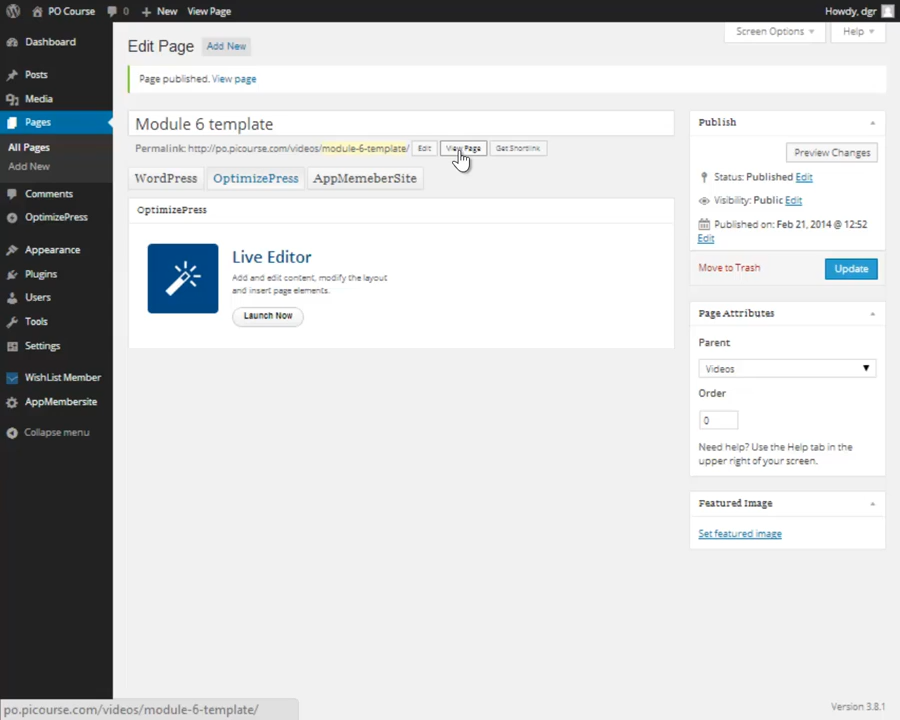 PO Course 0 New View Page Howdy, dgr
Dashboard
Posts
Media
Pages
All Pages
Add New
Comments
OptimizePress
Appearance
Plugins
Users
Tools
Settings
WishList Member
AppMembersite
Collapse menu
Screen Options Help
Edit Page Add New
Page published. View page
Module 6 template
Permalink: http://po.picourse.com/videos/module-6-template/ Edit View Page Get Shortlink
WordPress OptimizePress AppMemeberSite
OptimizePress
Live Editor
Add and edit content, modify the layout
and insert page elements.
Launch Now
Publish
Preview Changes
Status: Published Edit
Visibility: Public Edit
Published on: Feb 21, 2014 @ 12:52
Edit
Move to Trash Update
Page Attributes
Parent
Videos
Order
0
Need help? Use the Help tab in the
upper right of your screen.
Featured Image
Set featured image
po.picourse.com/videos/module-6-template/
Version 3.8.1